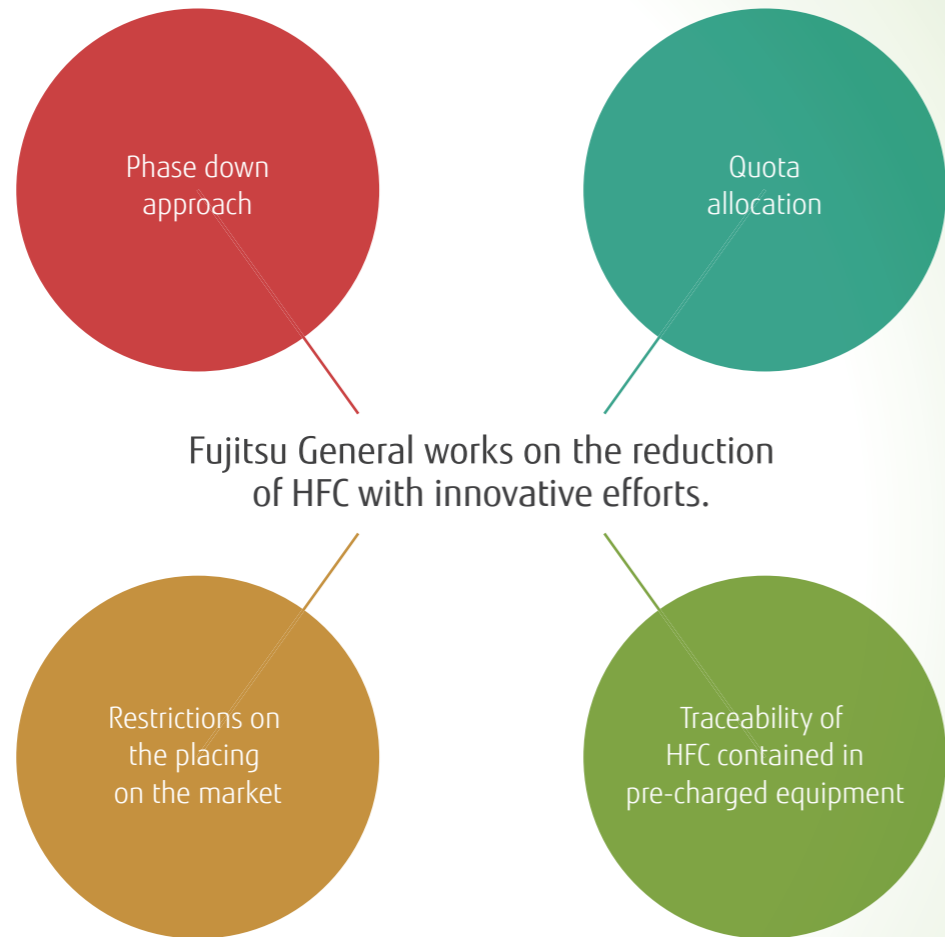 Phase down
approach
Quota
allocation
Fujitsu General works on the reduction
of HFC with innovative efforts.
Restrictions on
the placing
on the market
Traceability of
HFC contained in
pre-charged equipment